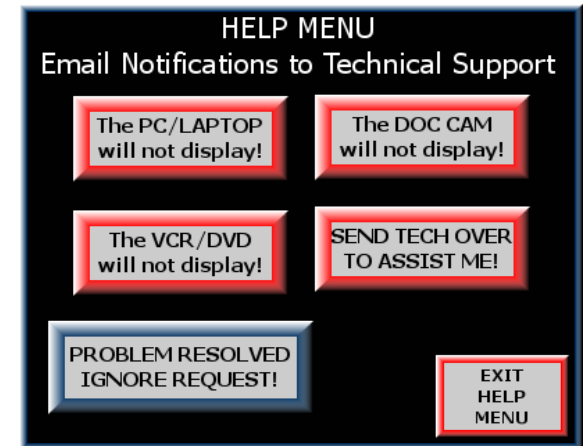 HELP MENU
Email Notifications to Technical Support
The PC/LAPTOP
will not display!
The DOC CAM
will not display!
The VCR/DVD
will not display!
SEND TECH OVER
TO ASSIST ME!
PROBLEM RESOLVED
IGNORE REQUEST!
EXIT
HELP
MENU